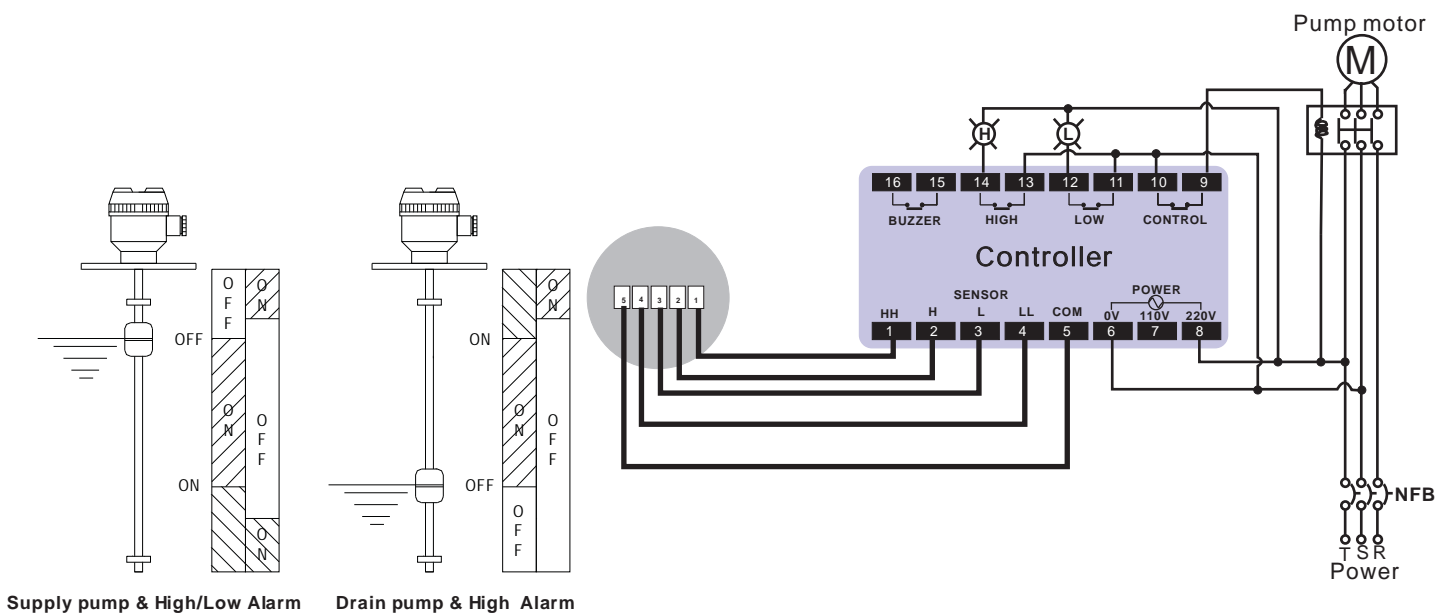 Pump motor
M
H
L
16 15 14 13 12 11 10 9
BUZZER HIGH LOW CONTROL
Controller
SENSOR POWER
HH H L LL COM 0V 110V 220V
1 2 3 4 5 6 7 8
5 4 3 2 1
NFB
T S R
Power
OFF
ON
OFF
ON
ON
OFF
ON
Supply pump & High/Low Alarm
ON
ON
ON
OFF
OFF
OFF
Drain pump & High Alarm